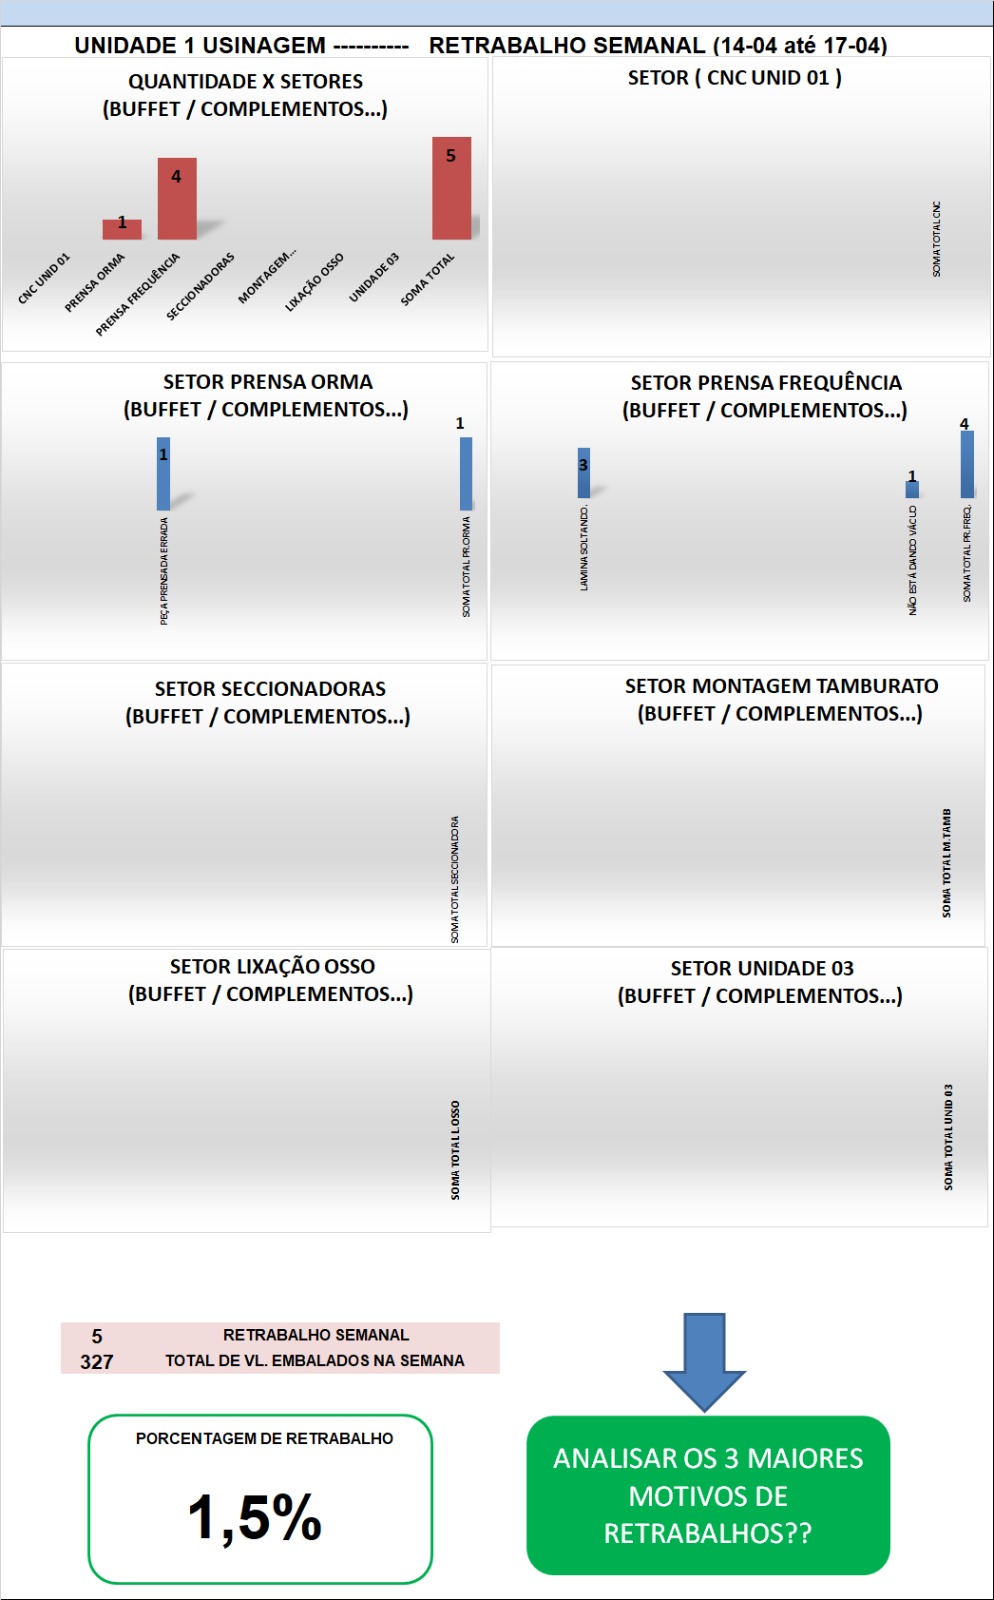 UNIDADE 1 USINAGEM ---------- RETRABALHO SEMANAL (14-04 até 17-04)
QUANTIDADE X SETORES
(BUFFET / COMPLEMENTOS...)
1
4
5
CNC UNID 01
PRENSA ORMA
PRENSA FREQUÊNCIA
SECCIONADORAS
MONTAGEM...
LIXAÇÃO OSSO
UNIDADE 03
SOMA TOTAL
SETOR ( CNC UNID 01 )
SOMA TOTAL CNC
SETOR PRENSA ORMA
(BUFFET / COMPLEMENTOS...)
1
1
PEÇA PRENSADA ERRADA
SOMA TOTAL PR.ORMA
SETOR PRENSA FREQUÊNCIA
(BUFFET / COMPLEMENTOS...)
3
1
4
LAMINA SOLTANDO.
NÃO ESTÁ DANDO VÁCUO
SOMA TOTAL PR.FREQ.
SETOR SECCIONADORAS
(BUFFET / COMPLEMENTOS...)
SOMA TOTAL SECCIONADORA
SETOR MONTAGEM TAMBURATO
(BUFFET / COMPLEMENTOS...)
SOMA TOTAL M.TAMB
SETOR LIXAÇÃO OSSO
(BUFFET / COMPLEMENTOS...)
SOMA TOTAL L.OSSO
SETOR UNIDADE 03
(BUFFET / COMPLEMENTOS...)
SOMA TOTAL UNID 03
5 RETRABALHO SEMANAL
327 TOTAL DE VL. EMBALADOS NA SEMANA
PORCENTAGEM DE RETRABALHO
1,5%
ANALISAR OS 3 MAIORES
MOTIVOS DE
RETRABALHOS??